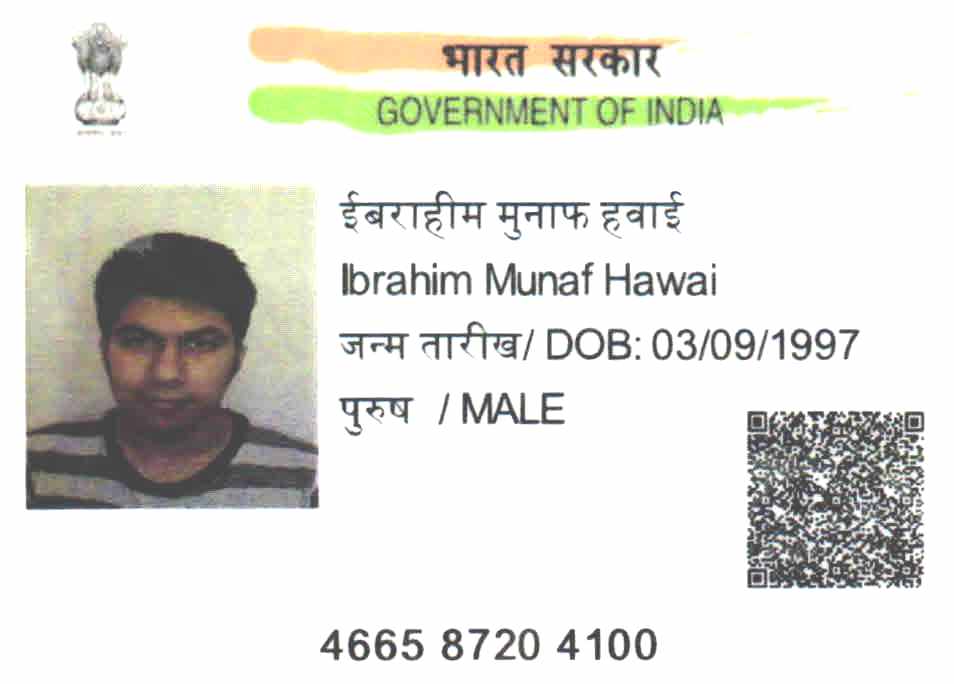 भारत सरकार
GOVERNMENT OF INDIA
ईबराहीम मुनाफ हवाई
Ibrahim Munaf Hawai
जन्म तारीख/ DOB: 03/09/1997
पुरुष / MALE
4665 8720 4100